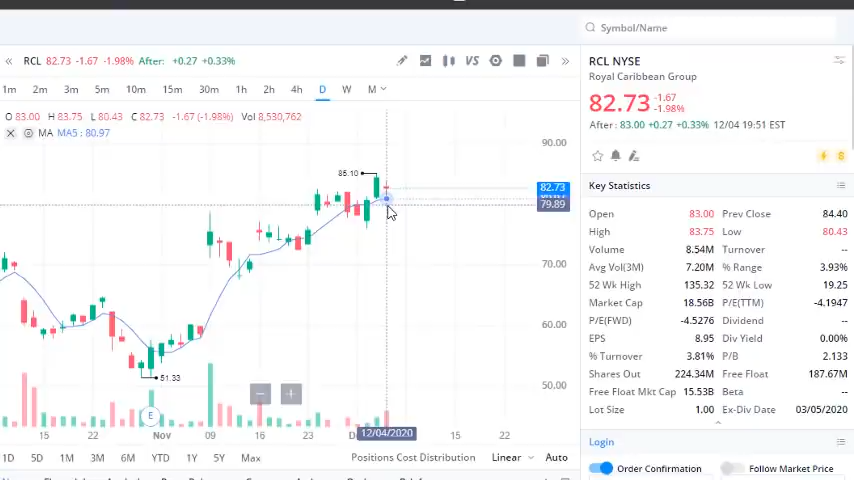 Symbol/Name
« RCL 82.73 -1.67 -1.98% After: +0.27 +0.33% VS »
1m 2m 3m 5m 10m 15m 30m 1h 2h 4h D W M
O 83.00 H 83.75 L 80.43 C 82.73 -1.67 (-1.98%) Vol 8,530,762
MA MA5 : 80.97
90.00
85.10
82.73
79.89
70.00
60.00
51.33
50.00
E
15 22 Nov 09 16 23 12/04/2020 15 22
1D 5D 1M 3M 6M YTD 1Y 5Y Max Positions Cost Distribution Linear Auto
RCL NYSE
Royal Caribbean Group
82.73 -1.67
-1.98%
After : 83.00 +0.27 +0.33% 12/04 19:51 EST
Key Statistics
Open 83.00 Prev Close 84.40
High 83.75 Low 80.43
Volume 8.54M Turnover --
Avg Vol(3M) 7.20M % Range 3.93%
52 Wk High 135.32 52 Wk Low 19.25
Market Cap 18.56B P/E(TTM) -4.1947
P/E(FWD) -4.5276 Dividend --
EPS 8.95 Div Yield 0.00%
% Turnover 3.81% P/B 2.133
Shares Out 224.34M Free Float 187.67M
Free Float Mkt Cap 15.53B Beta --
Lot Size 1.00 Ex-Div Date 03/05/2020
Login
Order Confirmation Follow Market Price